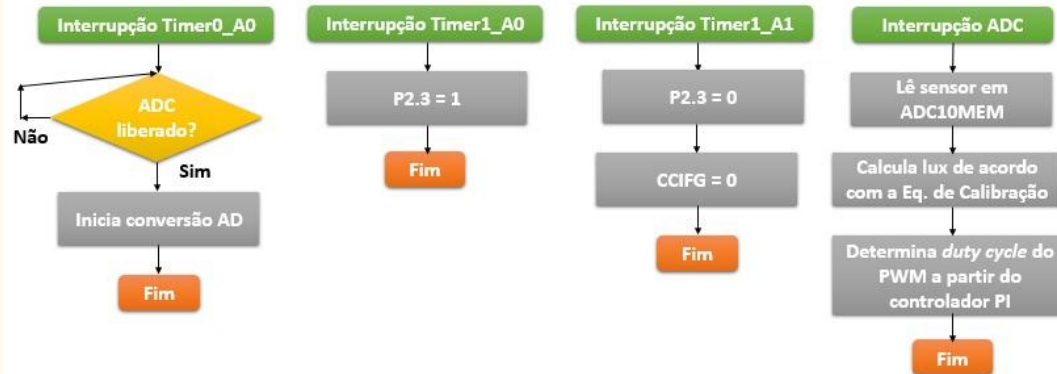 Interrupção Timer0_A0
ADC
liberado?
Não
Sim
Inicia conversão AD
Fim
Interrupção Timer1_A0
P2.3 = 1
Fim
Interrupção Timer1_A1
P2.3 = 0
CCIFG = 0
Fim
Interrupção ADC
Lê sensor em
ADC10MEM
Calcula lux de acordo
com a Eq. de Calibração
Determina duty cycle do
PWM a partir do
controlador PI
Fim